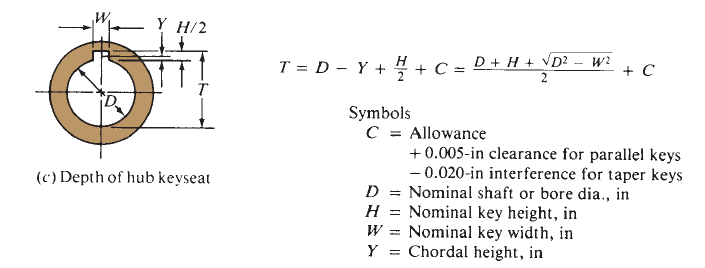 W
Y H/2
T
D
(c) Depth of hub keyseat
T = D − Y + H/2 + C = (D + H + √(D² − W²))/2 + C
Symbols
C = Allowance
+0.005-in clearance for parallel keys
−0.020-in interference for taper keys
D = Nominal shaft or bore dia., in
H = Nominal key height, in
W = Nominal key width, in
Y = Chordal height, in